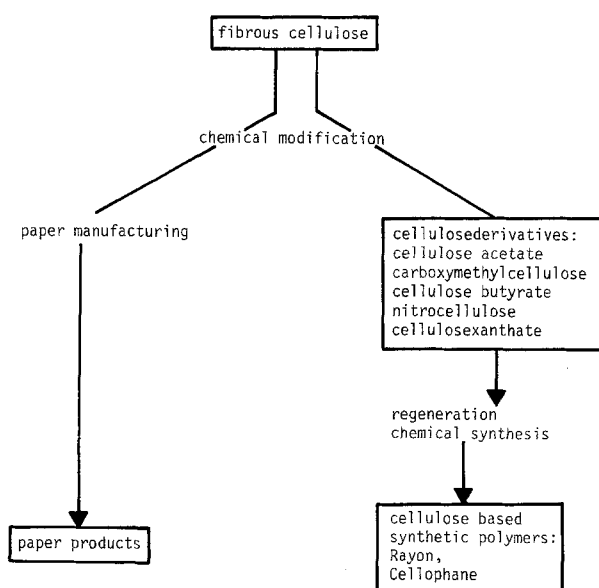 fibrous cellulose
chemical modification
paper manufacturing
cellulosederivatives:
cellulose acetate
carboxymethylcellulose
cellulose butyrate
nitrocellulose
cellulosexanthate
regeneration
chemical synthesis
paper products
cellulose based
synthetic polymers:
Rayon,
Cellophane